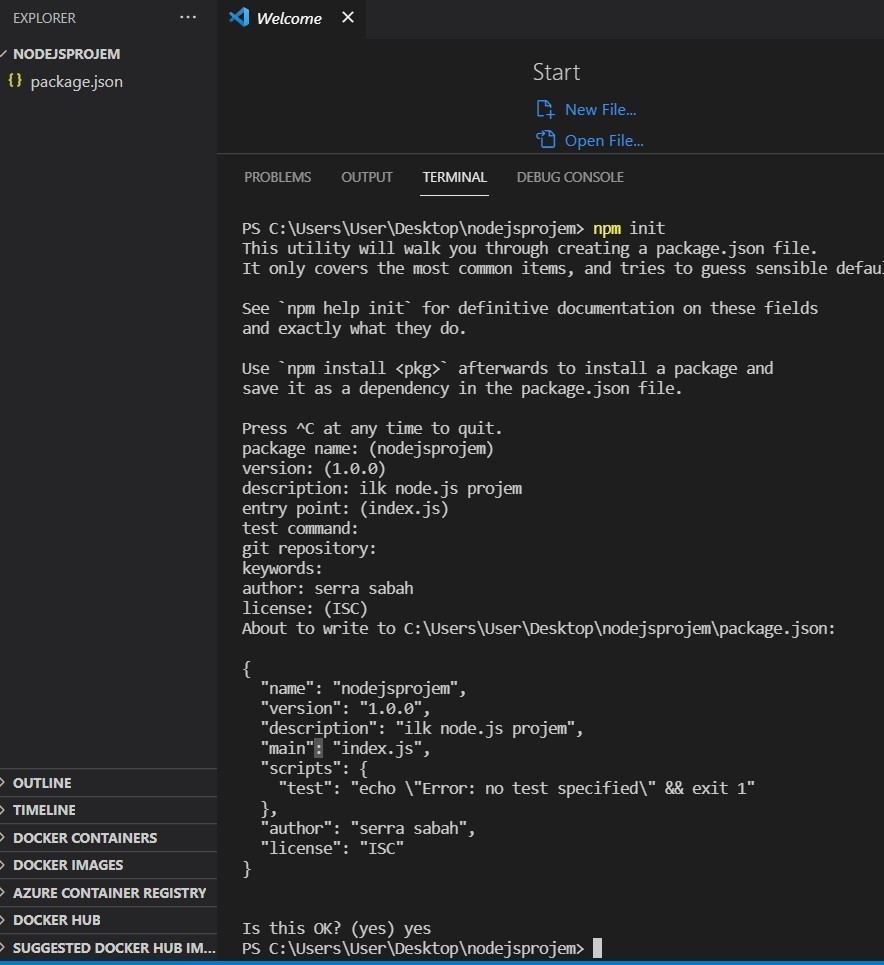 EXPLORER
···
NODEJSPROJEM
{} package.json
Welcome
Start
New File...
Open File...
PROBLEMS OUTPUT TERMINAL DEBUG CONSOLE
PS C:\Users\User\Desktop\nodejsprojem> npm init
This utility will walk you through creating a package.json file.
It only covers the most common items, and tries to guess sensible defaul
See `npm help init` for definitive documentation on these fields
and exactly what they do.
Use `npm install <pkg>` afterwards to install a package and
save it as a dependency in the package.json file.
Press ^C at any time to quit.
package name: (nodejsprojem)
version: (1.0.0)
description: ilk node.js projem
entry point: (index.js)
test command:
git repository:
keywords:
author: serra sabah
license: (ISC)
About to write to C:\Users\User\Desktop\nodejsprojem\package.json:
{
  "name": "nodejsprojem",
  "version": "1.0.0",
  "description": "ilk node.js projem",
  "main": "index.js",
  "scripts": {
    "test": "echo \"Error: no test specified\" && exit 1"
  },
  "author": "serra sabah",
  "license": "ISC"
}
Is this OK? (yes) yes
PS C:\Users\User\Desktop\nodejsprojem>
OUTLINE
TIMELINE
DOCKER CONTAINERS
DOCKER IMAGES
AZURE CONTAINER REGISTRY
DOCKER HUB
SUGGESTED DOCKER HUB IM...